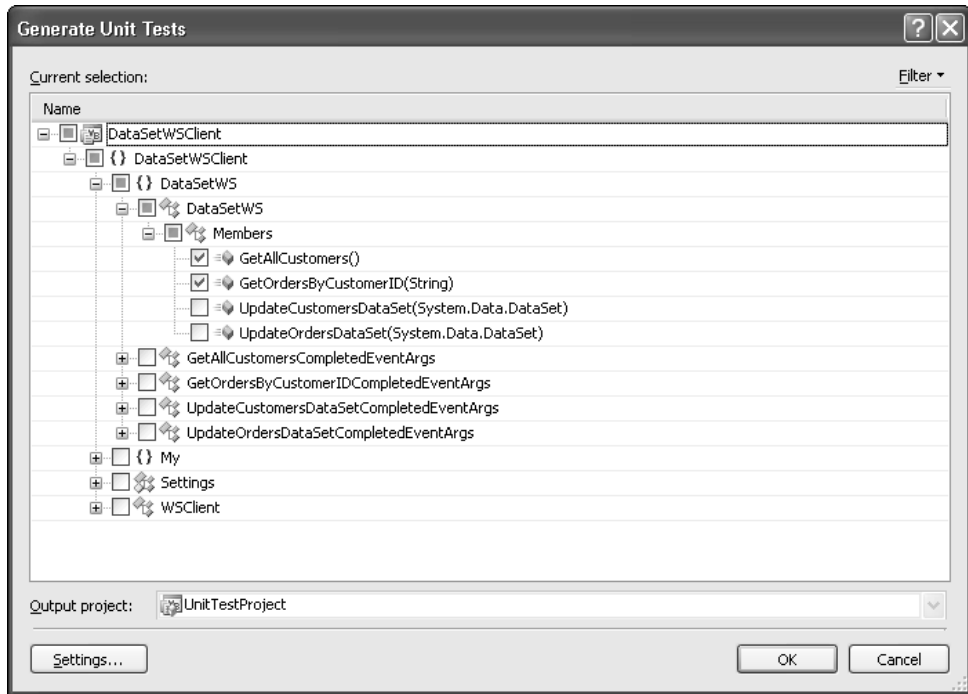 Generate Unit Tests
Current selection:
Filter
Name
DataSetWSClient
{} DataSetWSClient
{} DataSetWS
DataSetWS
Members
GetAllCustomers()
GetOrdersByCustomerID(String)
UpdateCustomersDataSet(System.Data.DataSet)
UpdateOrdersDataSet(System.Data.DataSet)
GetAllCustomersCompletedEventArgs
GetOrdersByCustomerIDCompletedEventArgs
UpdateCustomersDataSetCompletedEventArgs
UpdateOrdersDataSetCompletedEventArgs
{} My
Settings
WSClient
Output project: UnitTestProject
Settings...
OK
Cancel